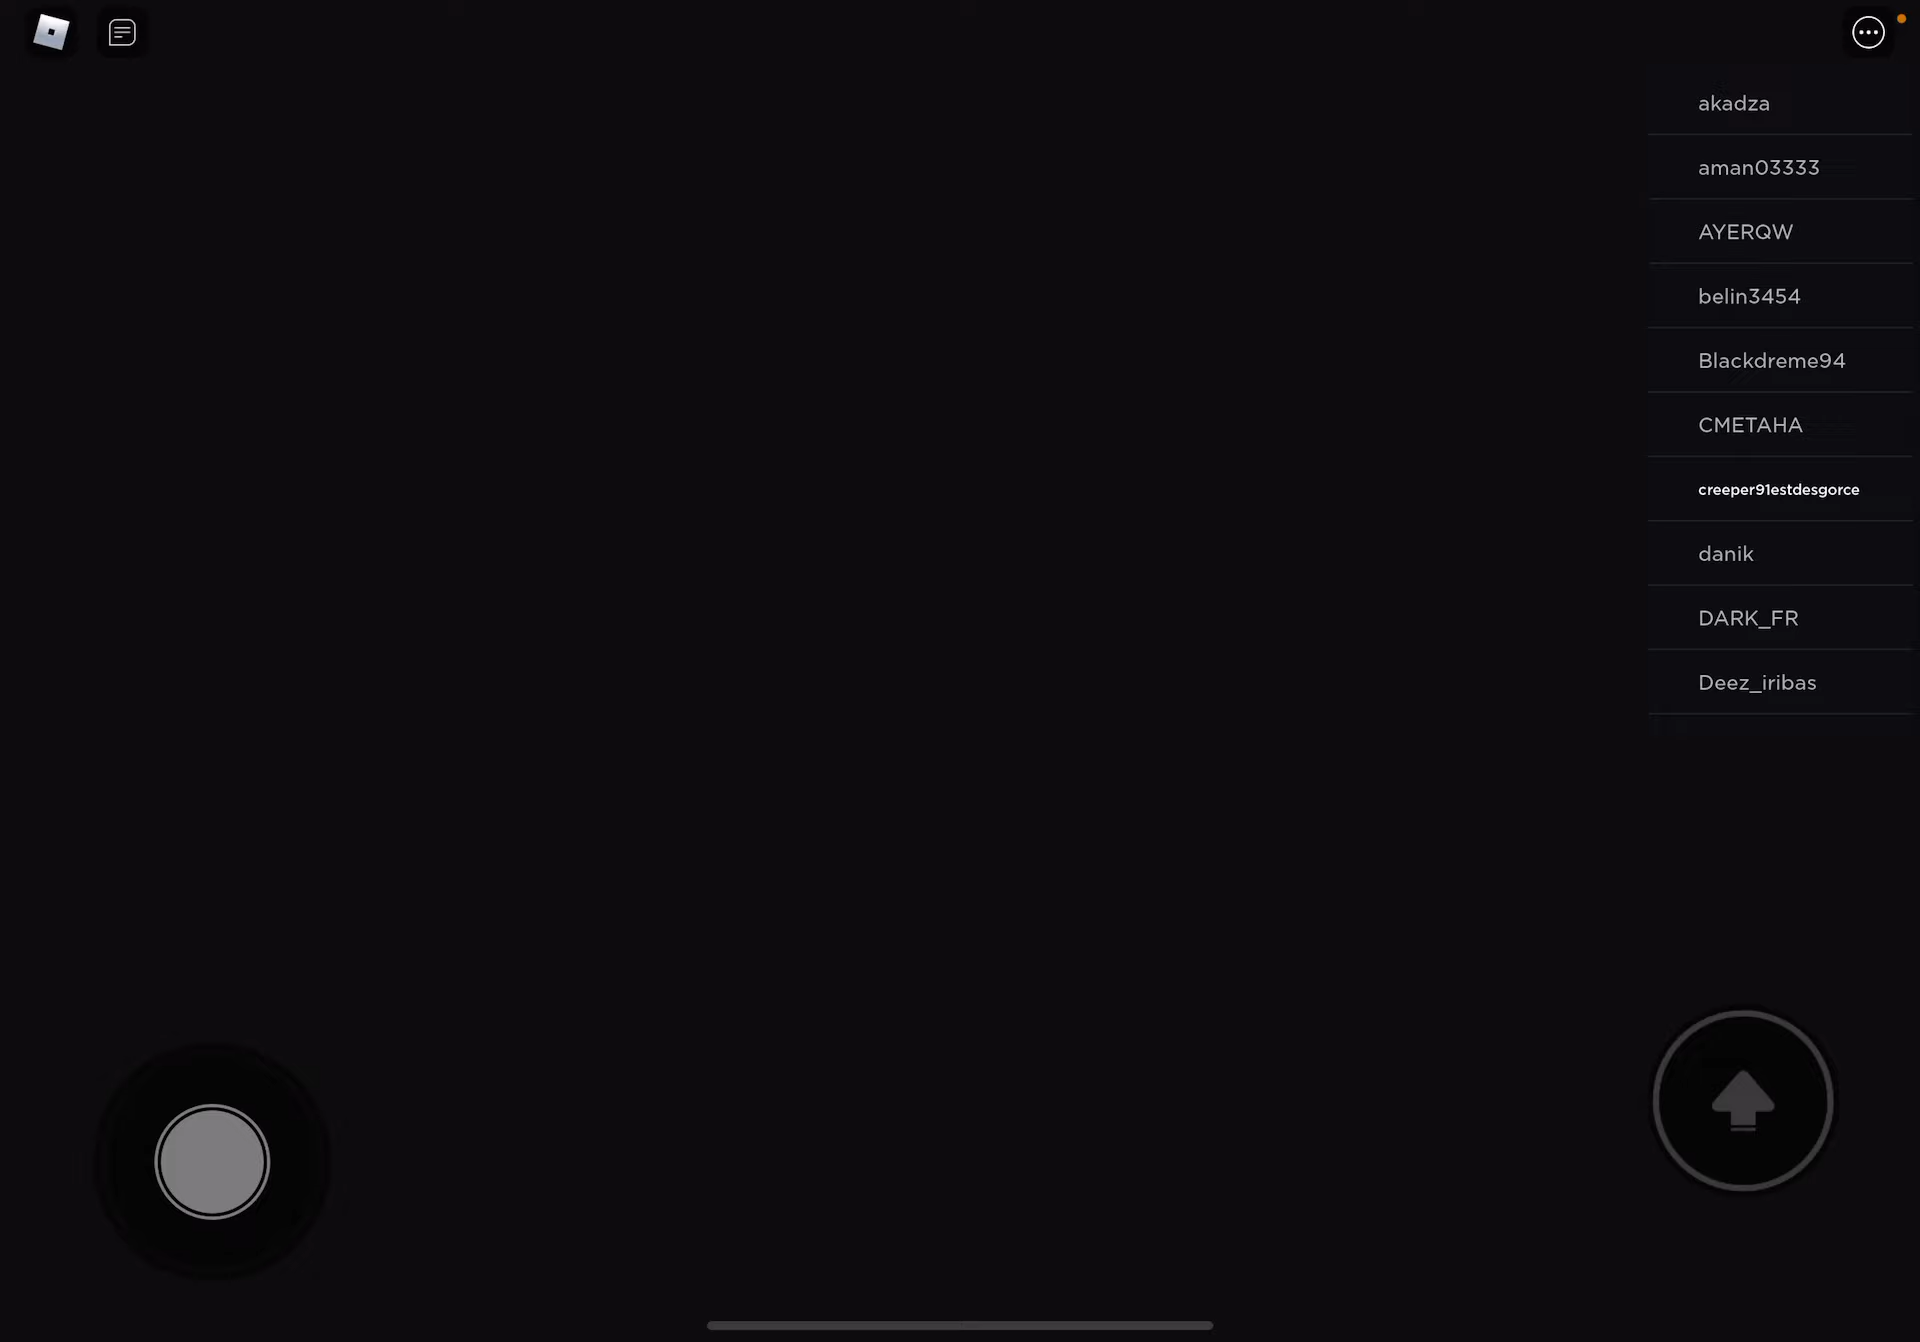 akadza
aman03333
AYERQW
belin3454
Blackdreme94
CMETAHA
creeper91estdesgorce
danik
DARK_FR
Deez_iribas